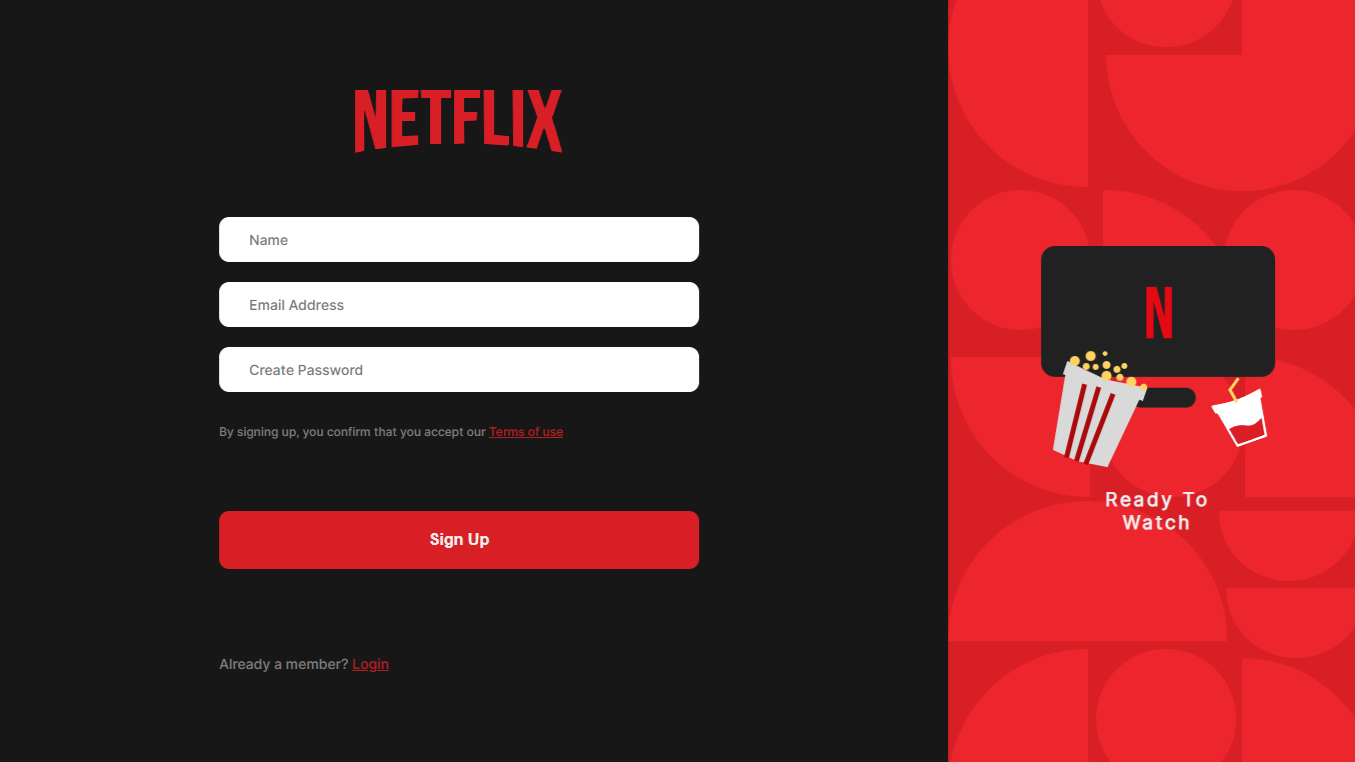 NETFLIX
Name
Email Address
Create Password
By signing up, you confirm that you accept our Terms of use
Sign Up
Already a member? Login
N
Ready To
Watch